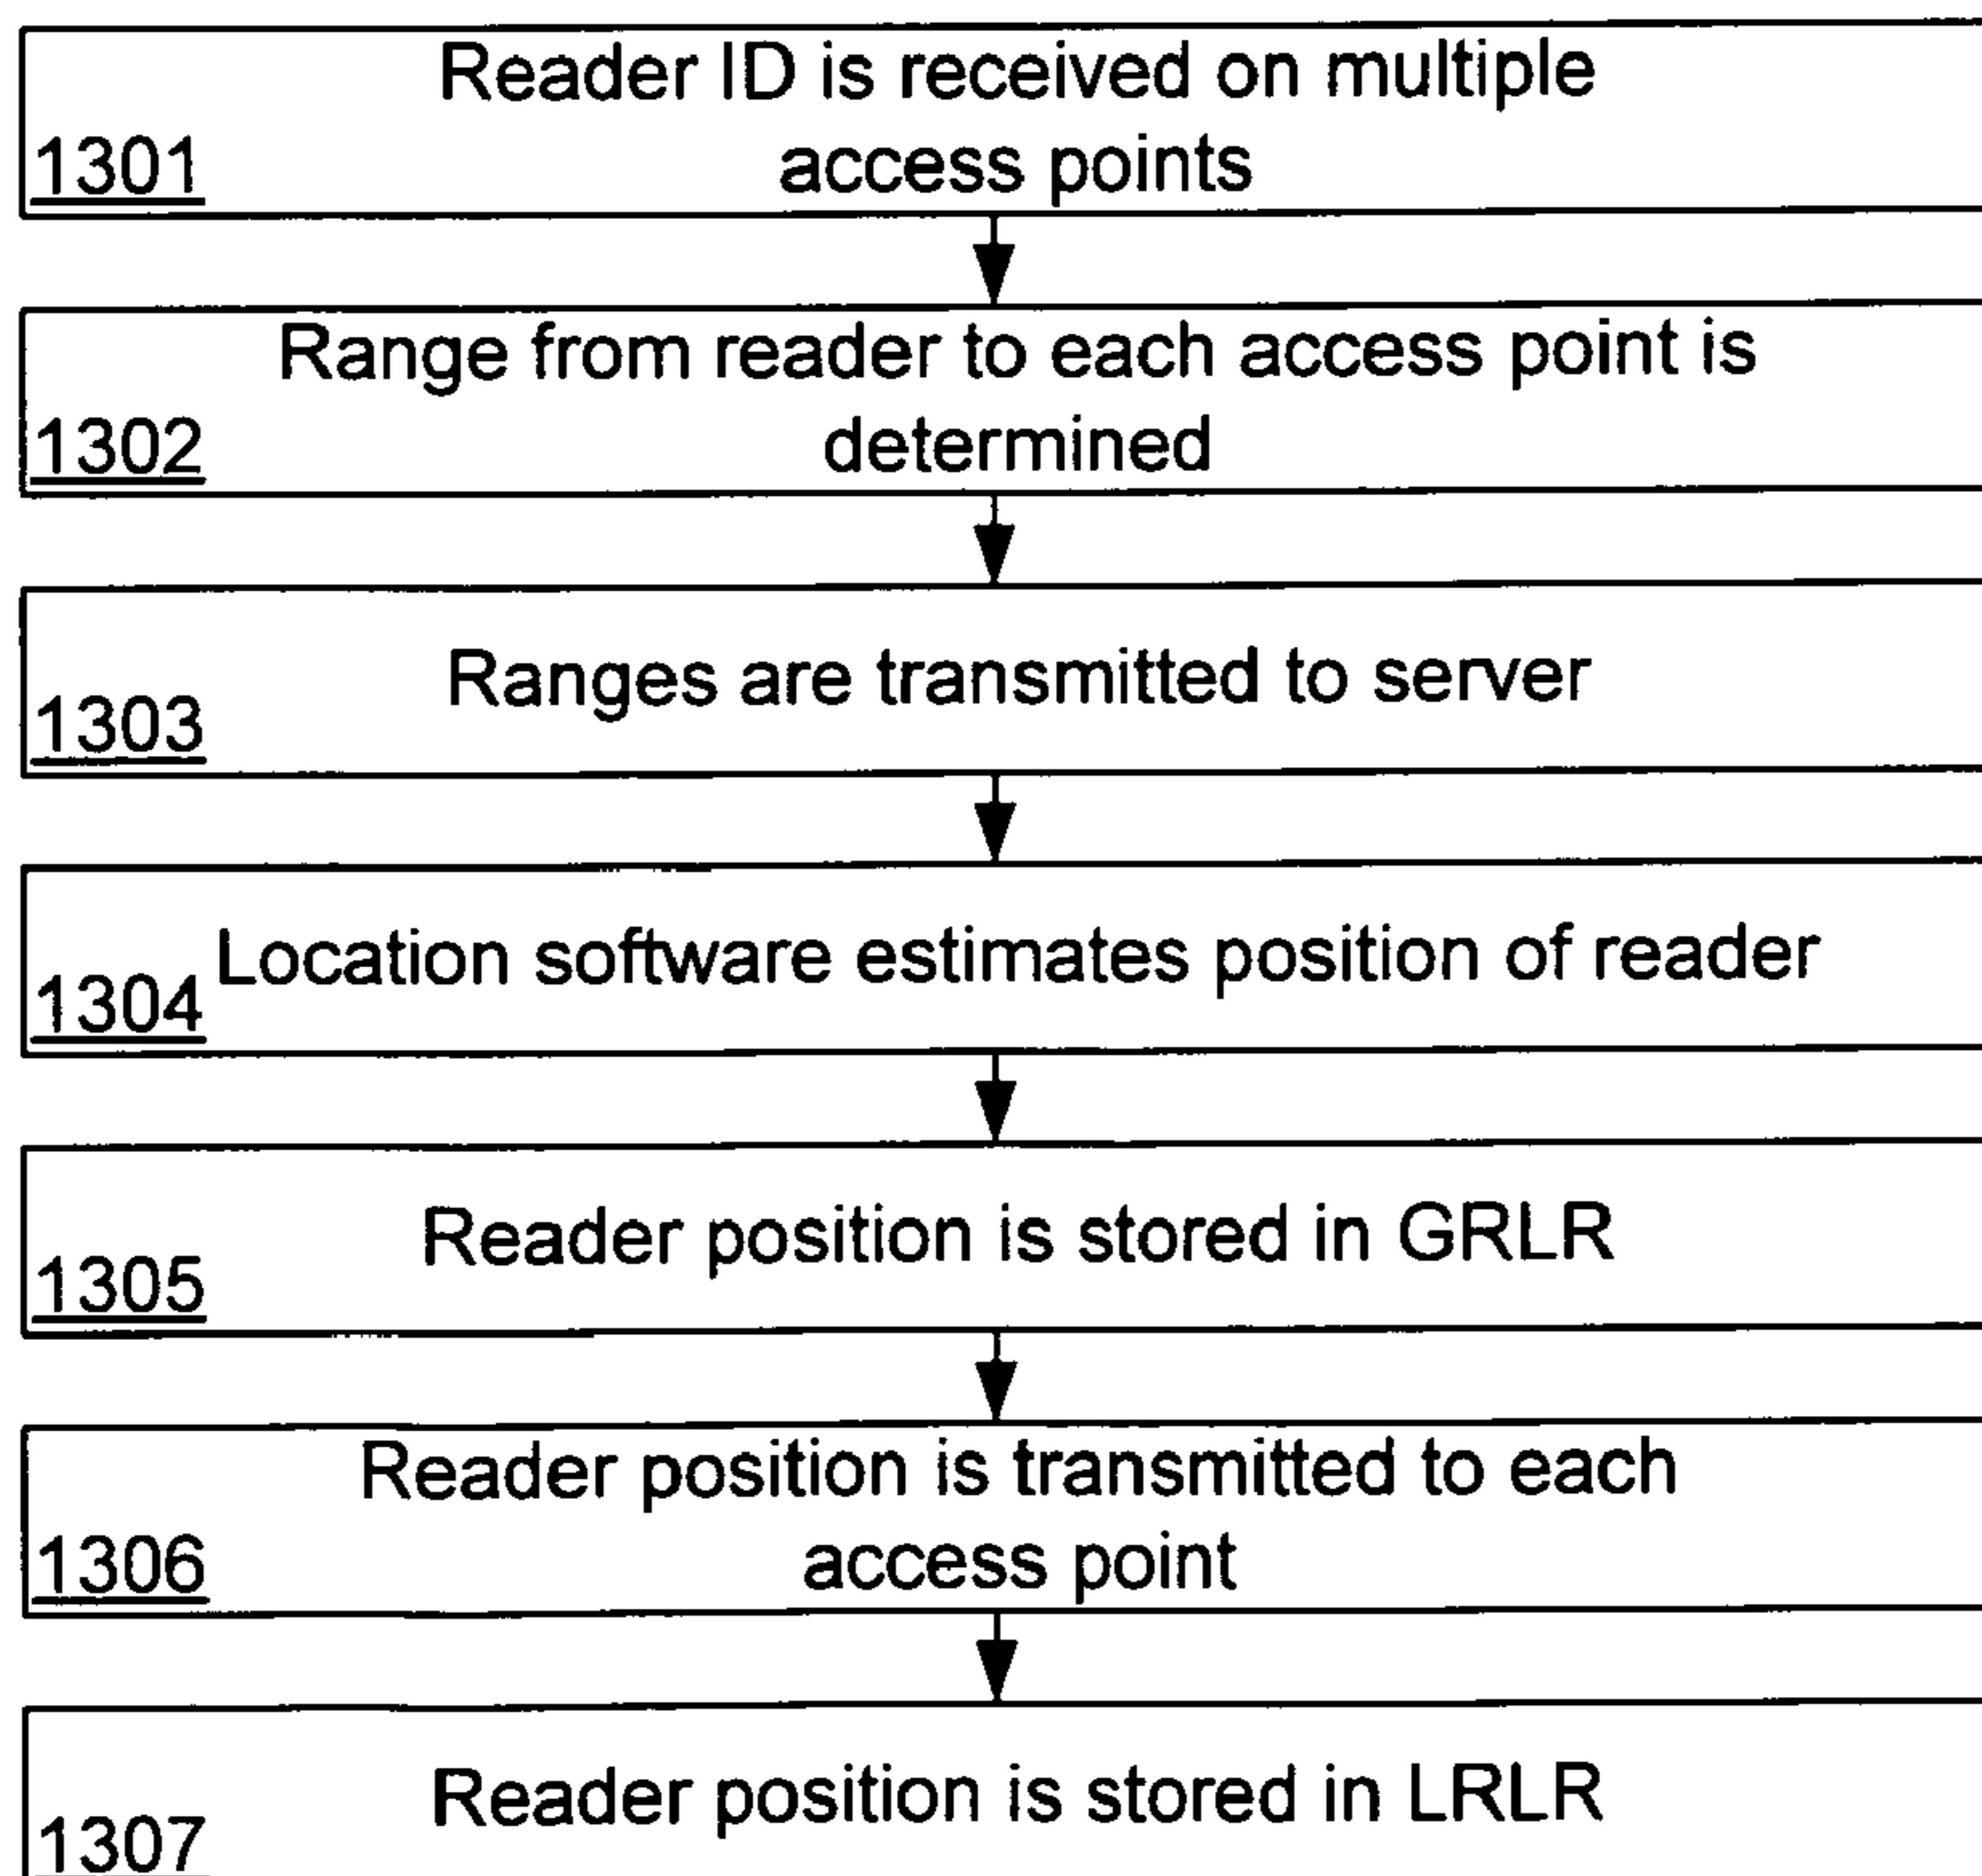 Reader ID is received on multiple
access points
1301
Range from reader to each access point is
determined
1302
Ranges are transmitted to server
1303
Location software estimates position of reader
1304
Reader position is stored in GRLR
1305
Reader position is transmitted to each
access point
1306
Reader position is stored in LRLR
1307